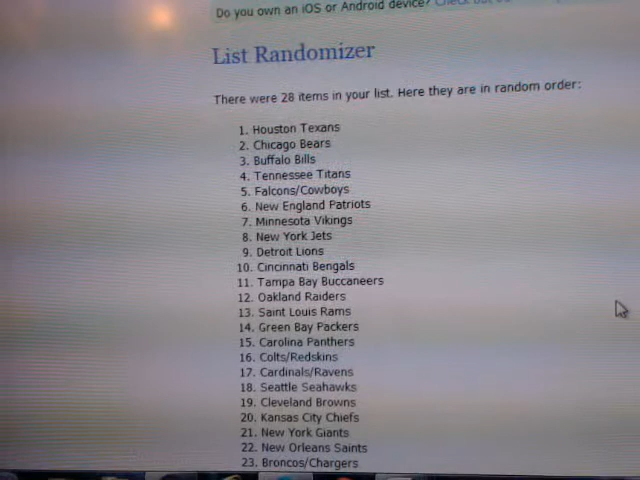 Do you own an iOS or Android device? Check out
List Randomizer
There were 28 items in your list. Here they are in random order:
1. Houston Texans
2. Chicago Bears
3. Buffalo Bills
4. Tennessee Titans
5. Falcons/Cowboys
6. New England Patriots
7. Minnesota Vikings
8. New York Jets
9. Detroit Lions
10. Cincinnati Bengals
11. Tampa Bay Buccaneers
12. Oakland Raiders
13. Saint Louis Rams
14. Green Bay Packers
15. Carolina Panthers
16. Colts/Redskins
17. Cardinals/Ravens
18. Seattle Seahawks
19. Cleveland Browns
20. Kansas City Chiefs
21. New York Giants
22. New Orleans Saints
23. Broncos/Chargers